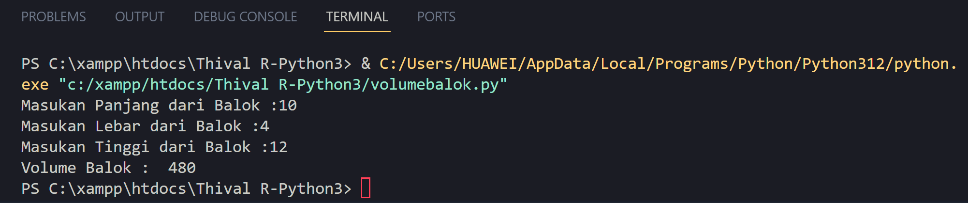 PROBLEMS OUTPUT DEBUG CONSOLE TERMINAL PORTS
PS C:\xampp\htdocs\Thival R-Python3> & C:/Users/HUAWEI/AppData/Local/Programs/Python/Python312/python.
exe "c:/xampp/htdocs/Thival R-Python3/volumebalok.py"
Masukan Panjang dari Balok :10
Masukan Lebar dari Balok :4
Masukan Tinggi dari Balok :12
Volume Balok :  480
PS C:\xampp\htdocs\Thival R-Python3>